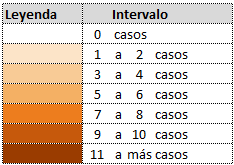 Leyenda Intervalo
0 casos
1 a 2 casos
3 a 4 casos
5 a 6 casos
7 a 8 casos
9 a 10 casos
11 a más casos